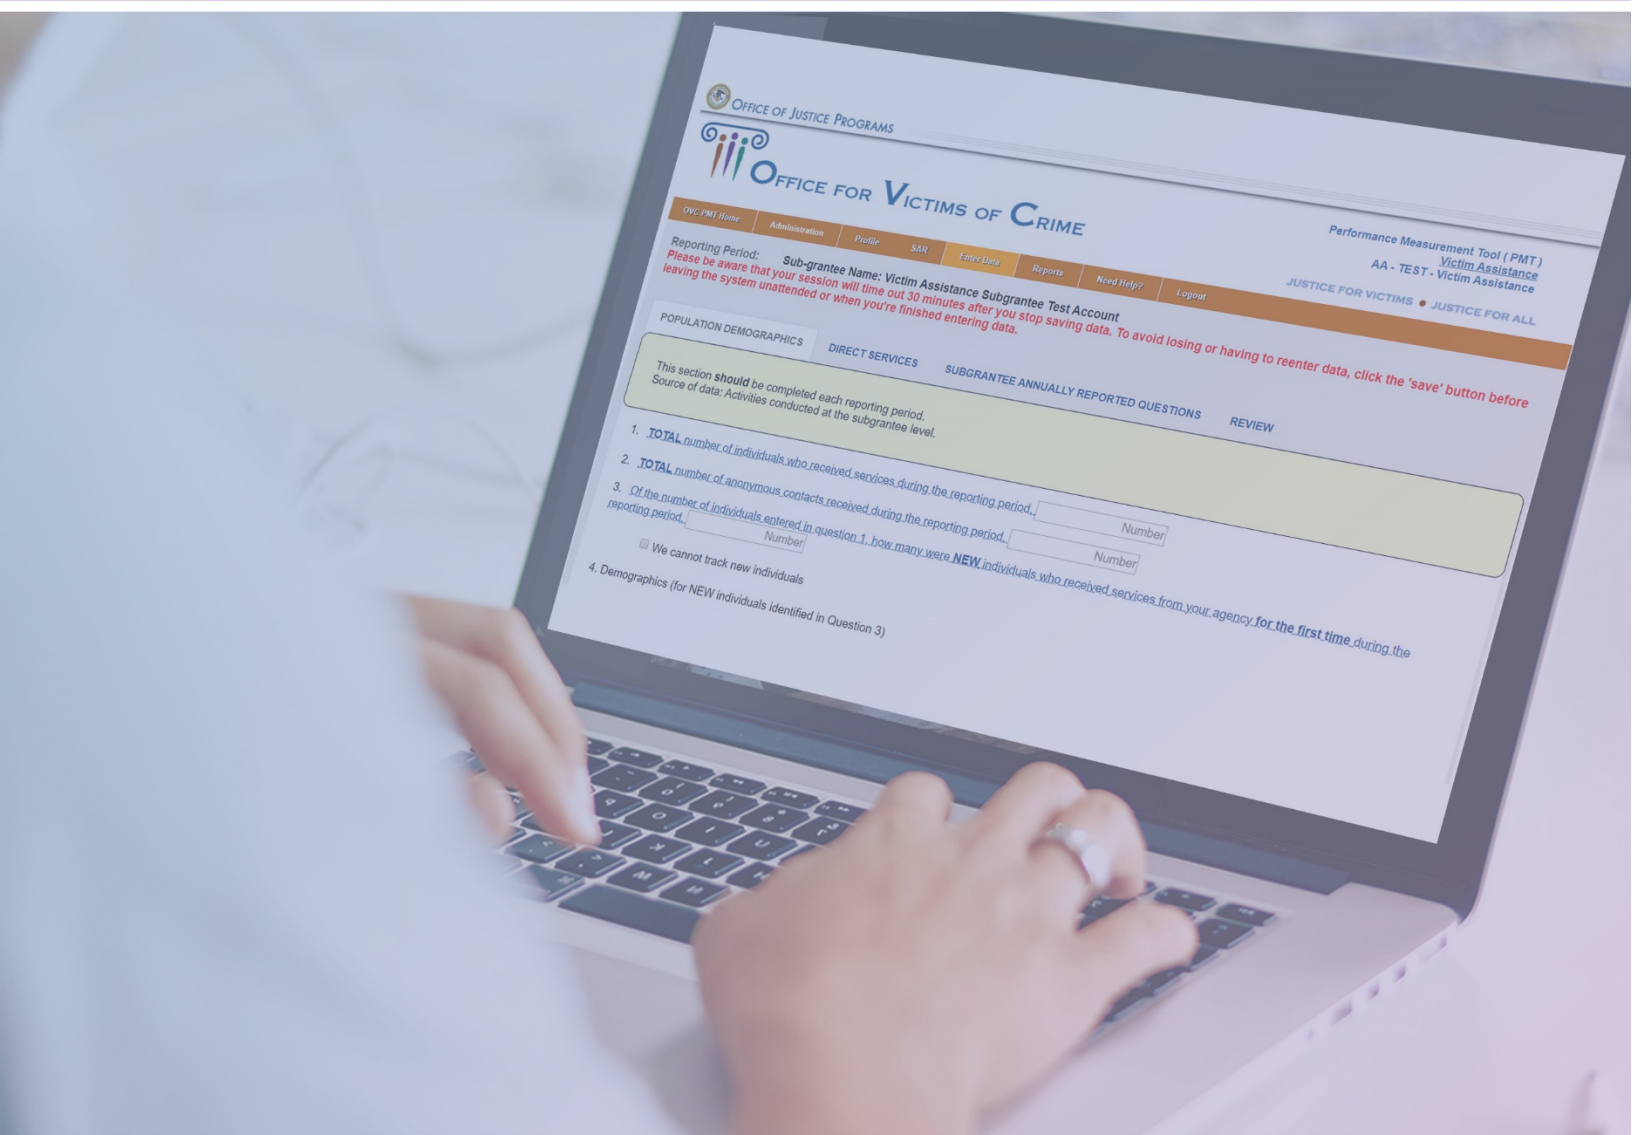 OFFICE OF JUSTICE PROGRAMS
OFFICE FOR VICTIMS OF CRIME
Performance Measurement Tool ( PMT )
Victim Assistance
AA - TEST - Victim Assistance
JUSTICE FOR VICTIMS ● JUSTICE FOR ALL
OVC PMT Home Administration Profile SAR Enter Data Reports Need Help? Logout
Reporting Period: Sub-grantee Name: Victim Assistance Subgrantee Test Account
Please be aware that your session will time out 30 minutes after you stop saving data. To avoid losing or having to reenter data, click the 'save' button before
leaving the system unattended or when you're finished entering data.
POPULATION DEMOGRAPHICS DIRECT SERVICES SUBGRANTEE ANNUALLY REPORTED QUESTIONS REVIEW
This section should be completed each reporting period.
Source of data: Activities conducted at the subgrantee level.
1. TOTAL number of individuals who received services during the reporting period. Number
2. TOTAL number of anonymous contacts received during the reporting period. Number
3. Of the number of individuals entered in question 1, how many were NEW individuals who received services from your agency for the first time during the
reporting period. Number
We cannot track new individuals
4. Demographics (for NEW individuals identified in Question 3)